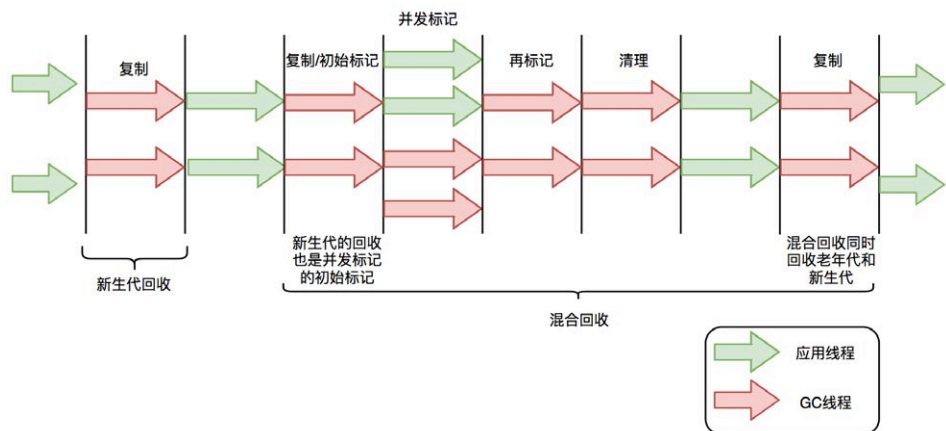 并发标记
复制
复制/初始标记
再标记
清理
复制
新生代的回收
也是并发标记
的初始标记
混合回收同时
回收老年代和
新生代
新生代回收
混合回收
应用线程
GC线程